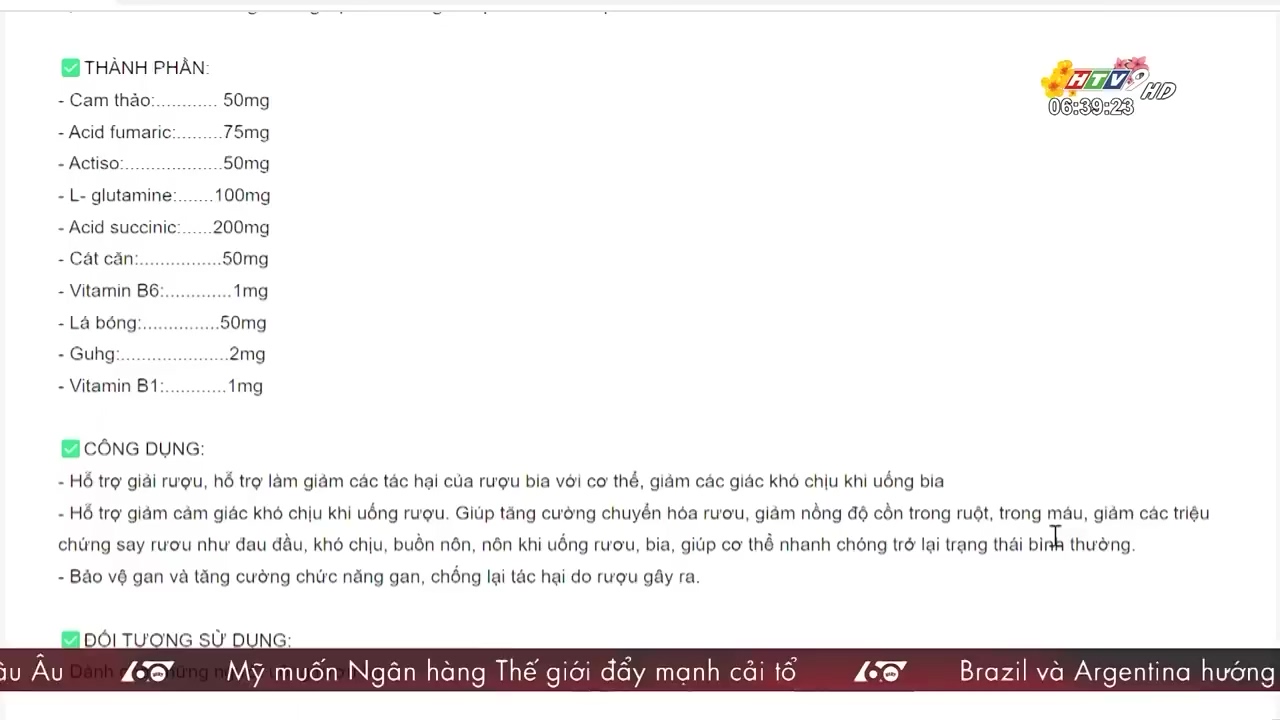 THÀNH PHẦN:
- Cam thảo:............ 50mg
- Acid fumaric:.........75mg
- Actiso:...................50mg
- L- glutamine:.......100mg
- Acid succinic:......200mg
- Cát căn:................50mg
- Vitamin B6:.............1mg
- Lá bóng:...............50mg
- Guhg:.....................2mg
- Vitamin B1:............1mg
HTV9 HD
06:39:23
CÔNG DỤNG:
- Hỗ trợ giải rượu, hỗ trợ làm giảm các tác hại của rượu bia với cơ thể, giảm các giác khó chịu khi uống bia
- Hỗ trợ giảm cảm giác khó chịu khi uống rượu. Giúp tăng cường chuyển hóa rươu, giảm nồng độ cồn trong ruột, trong máu, giảm các triệu
chứng say rươu như đau đầu, khó chịu, buồn nôn, nôn khi uống rươu, bia, giúp cơ thể nhanh chóng trở lại trạng thái bình thường.
- Bảo vệ gan và tăng cường chức năng gan, chống lại tác hại do rượu gây ra.
ĐỐI TƯỢNG SỬ DỤNG:
Âu 60 Mỹ muốn Ngân hàng Thế giới đẩy mạnh cải tổ 60 Brazil và Argentina hướng